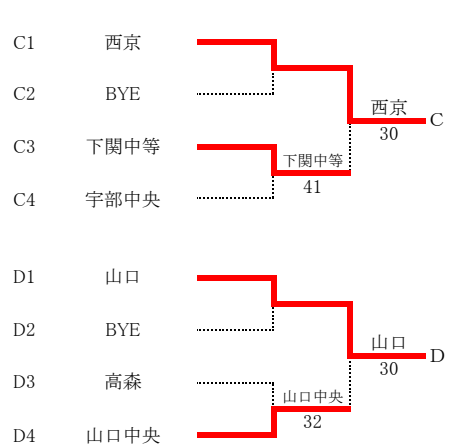 C1 西京
西京
C
30
C2 BYE
C3 下関中等
下関中等
41
C4 宇部中央
D1 山口
D2 BYE
山口
D
30
D3 高森
山口中央
32
D4 山口中央